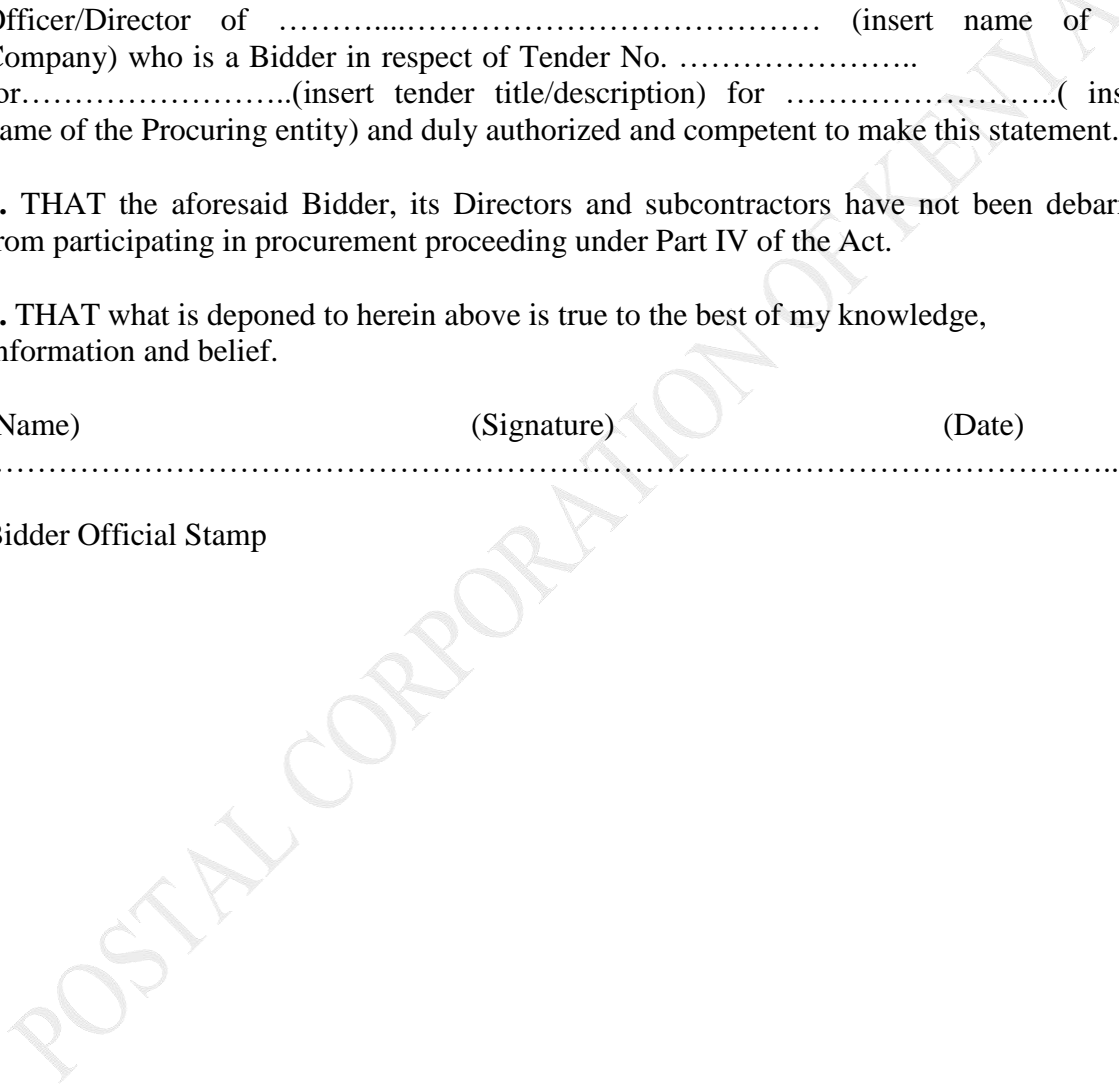 Officer/Director of …………...………………………………… (insert name of
Company) who is a Bidder in respect of Tender No. …………………..
or……………………..(insert tender title/description) for ……………………..( ins
ame of the Procuring entity) and duly authorized and competent to make this statement.
. THAT the aforesaid Bidder, its Directors and subcontractors have not been debar
rom participating in procurement proceeding under Part IV of the Act.
. THAT what is deponed to herein above is true to the best of my knowledge,
nformation and belief.
Name) (Signature) (Date)
…………………………………………………………………………………………..
Bidder Official Stamp
POSTAL CORPORATION OF KENYA